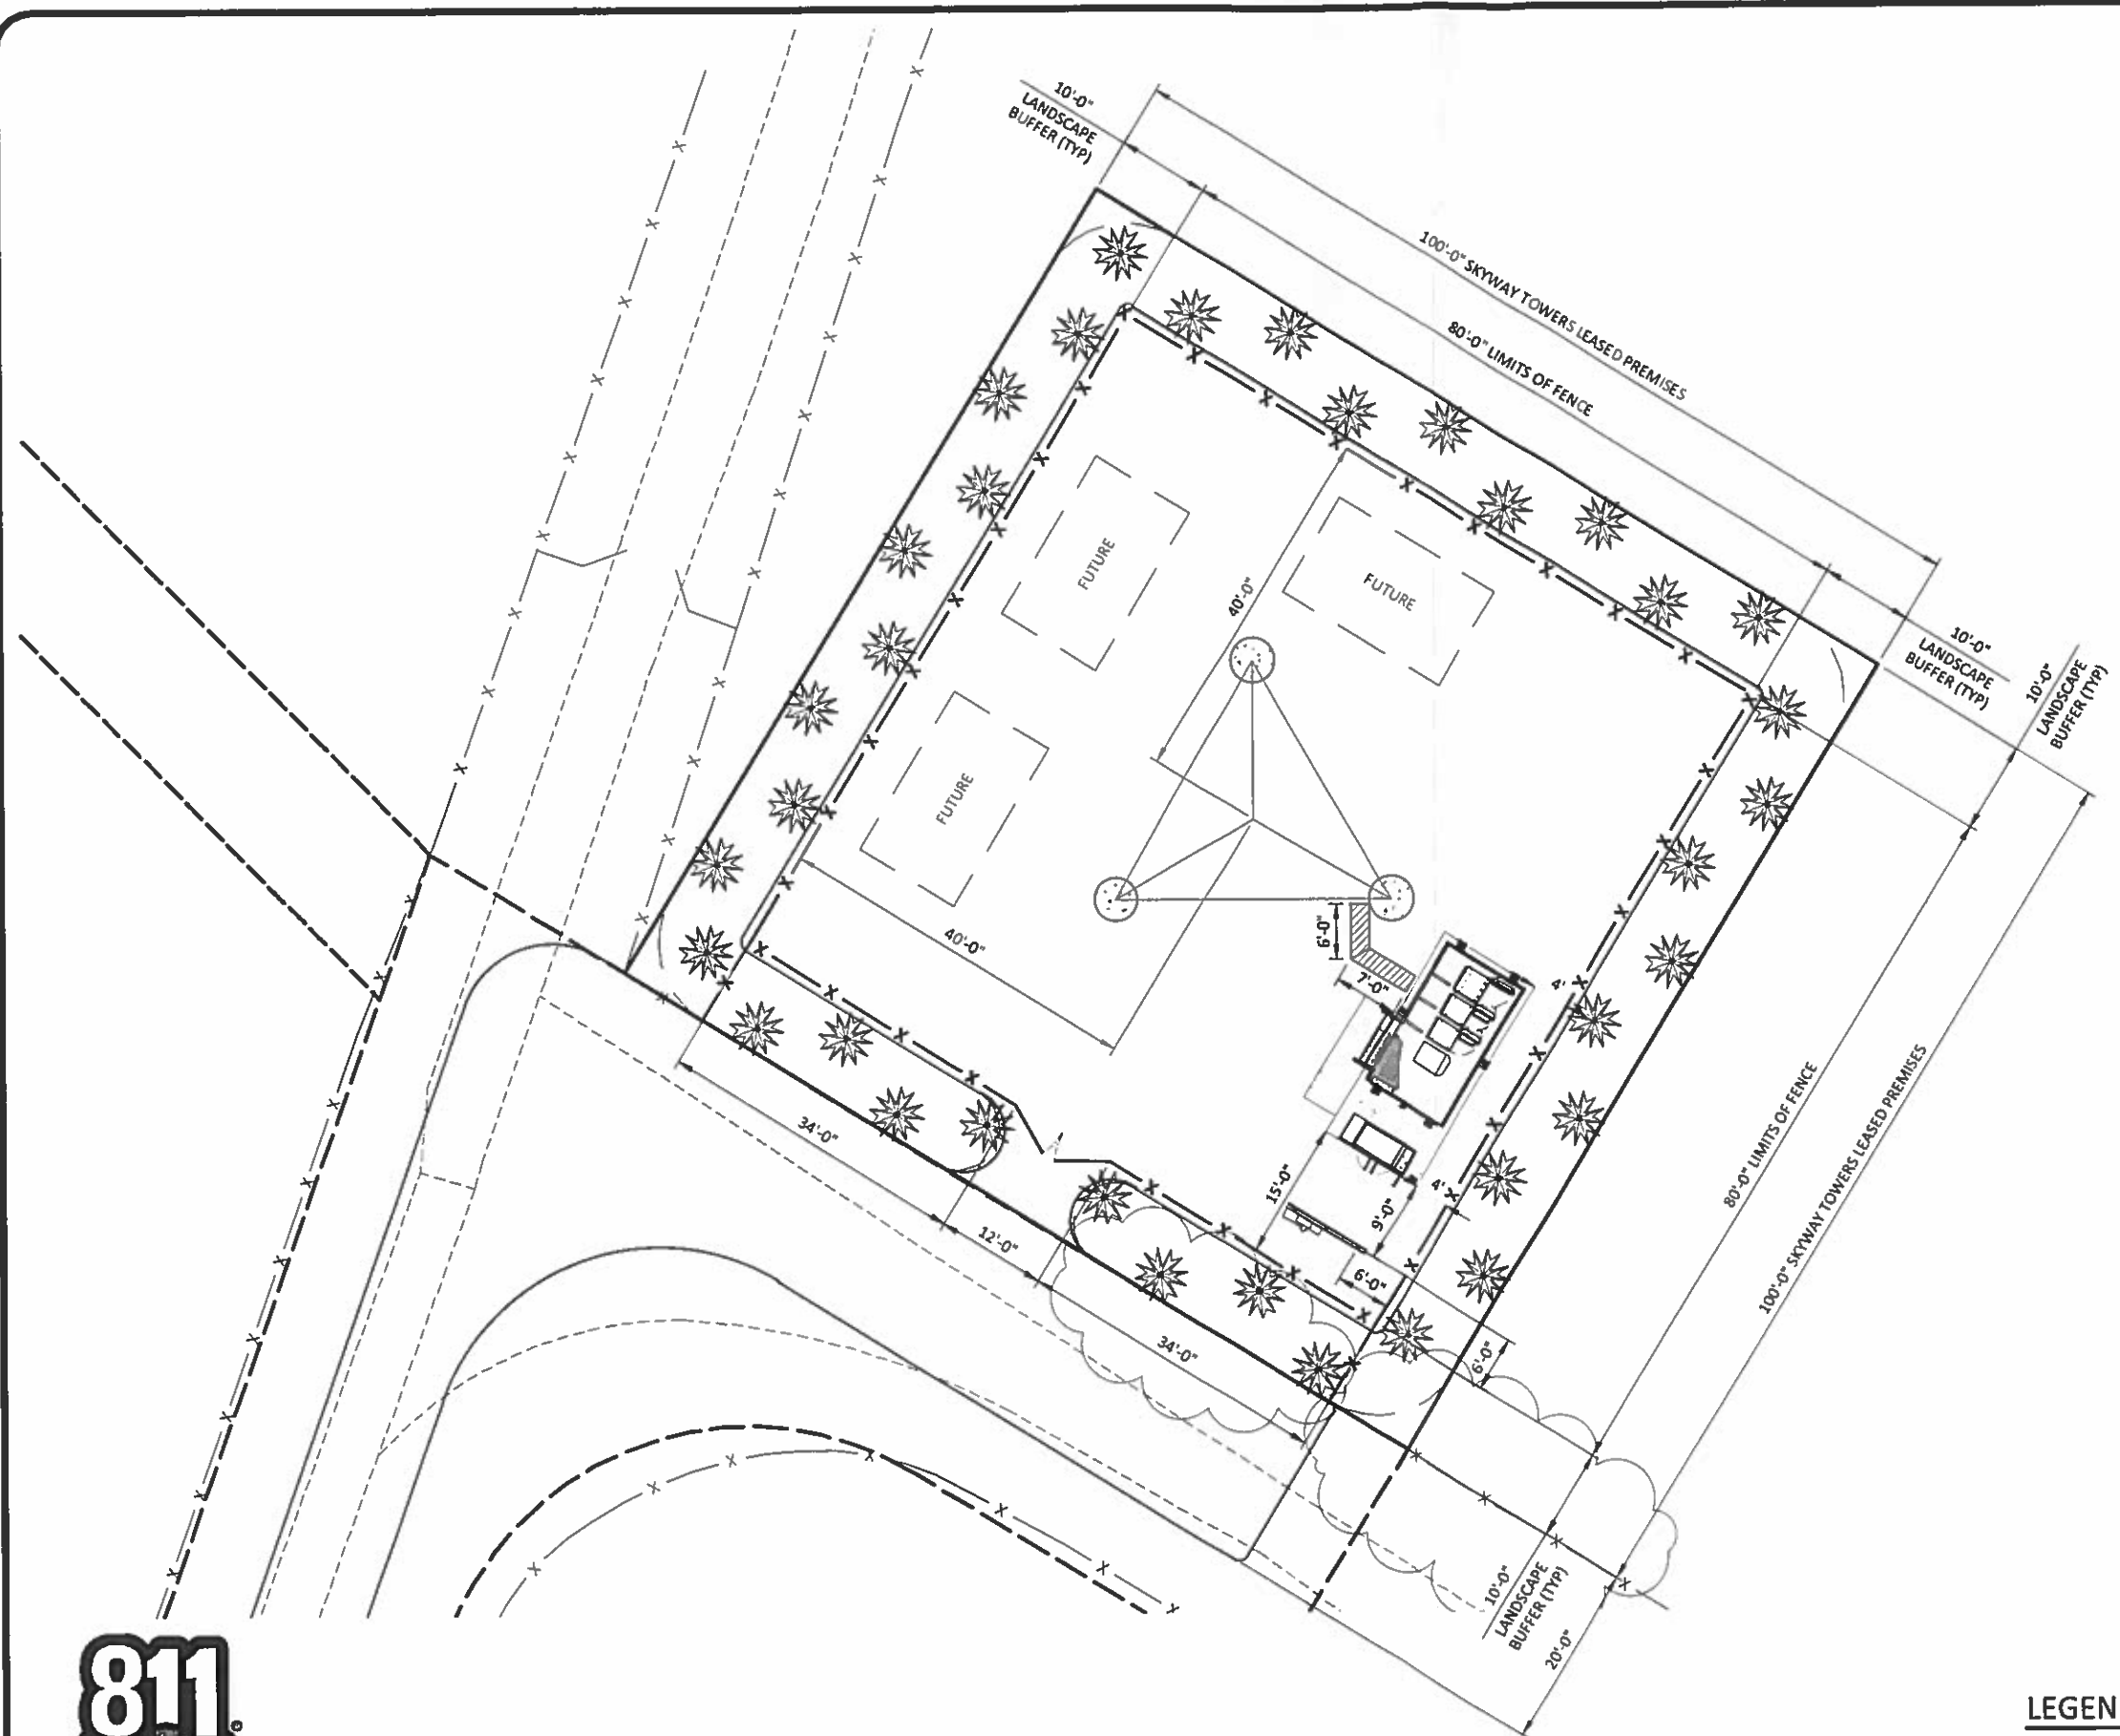 10'-0"
LANDSCAPE
BUFFER (TYP)
100'-0" SKYWAY TOWERS LEASED PREMISES
80'-0" LIMITS OF FENCE
10'-0"
LANDSCAPE
BUFFER (TYP)
10'-0"
LANDSCAPE
BUFFER (TYP)
FUTURE
FUTURE
40'-0"
FUTURE
40'-0"
6'-0"
7'-0"
4'
34'-0"
12'-0"
34'-0"
15'-0"
9'-0"
4'
6'-0"
6'-0"
80'-0" LIMITS OF FENCE
100'-0" SKYWAY TOWERS LEASED PREMISES
10'-0"
LANDSCAPE
BUFFER (TYP)
20'-0"
811
LEGEN